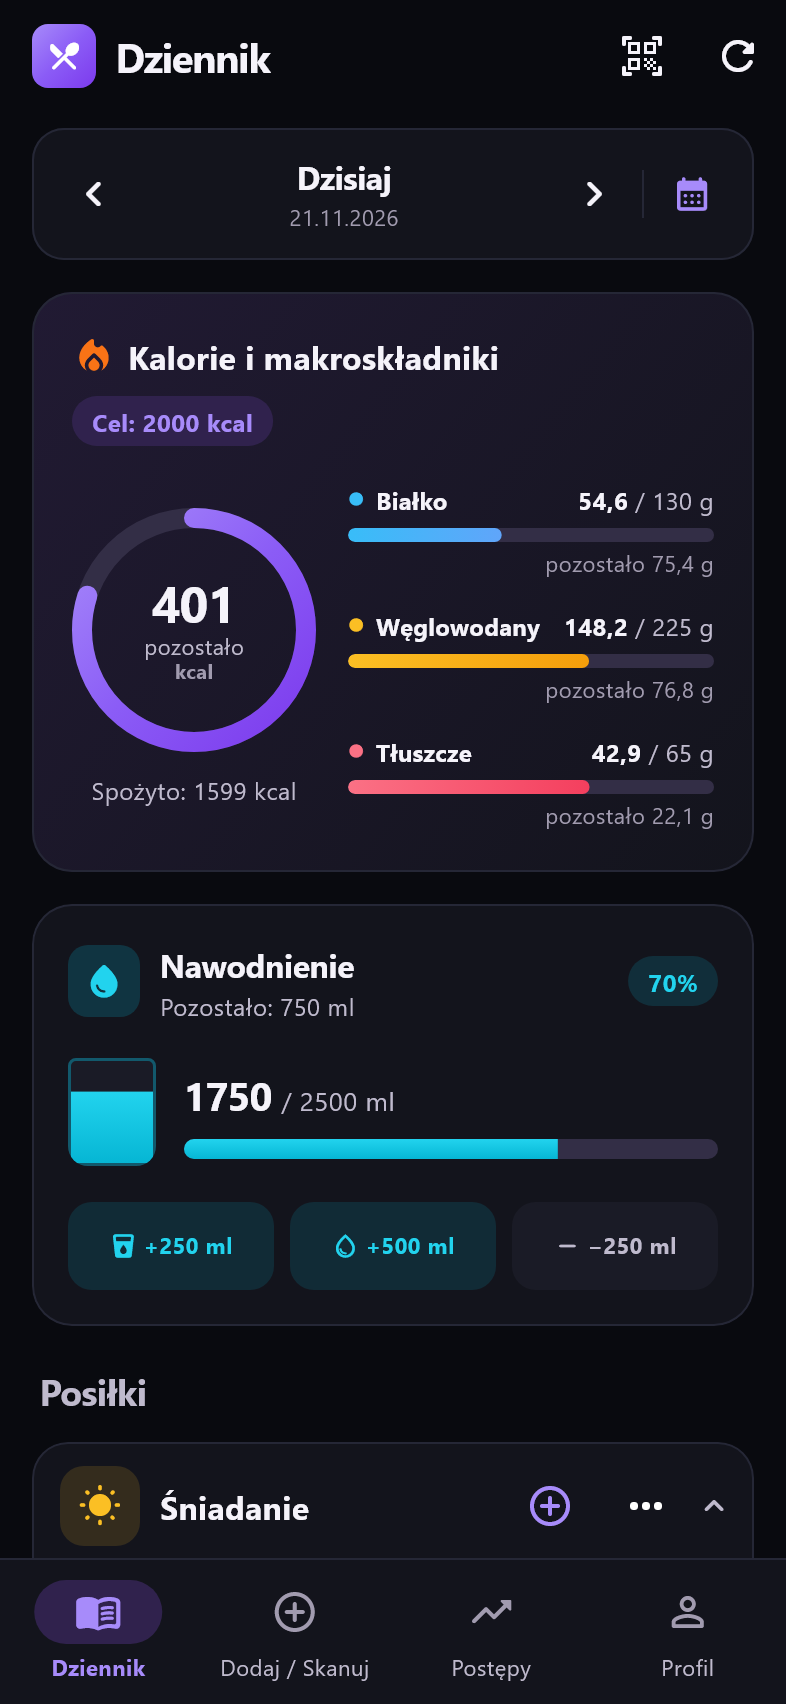 Dziennik
Dzisiaj
21.11.2026
Kalorie i makroskładniki
Cel: 2000 kcal
401
pozostało
kcal
Spożyto: 1599 kcal
Białko 54,6 / 130 g
pozostało 75,4 g
Węglowodany 148,2 / 225 g
pozostało 76,8 g
Tłuszcze 42,9 / 65 g
pozostało 22,1 g
Nawodnienie
Pozostało: 750 ml
70%
1750 / 2500 ml
+250 ml
+500 ml
−250 ml
Posiłki
Śniadanie
Dziennik
Dodaj / Skanuj
Postępy
Profil